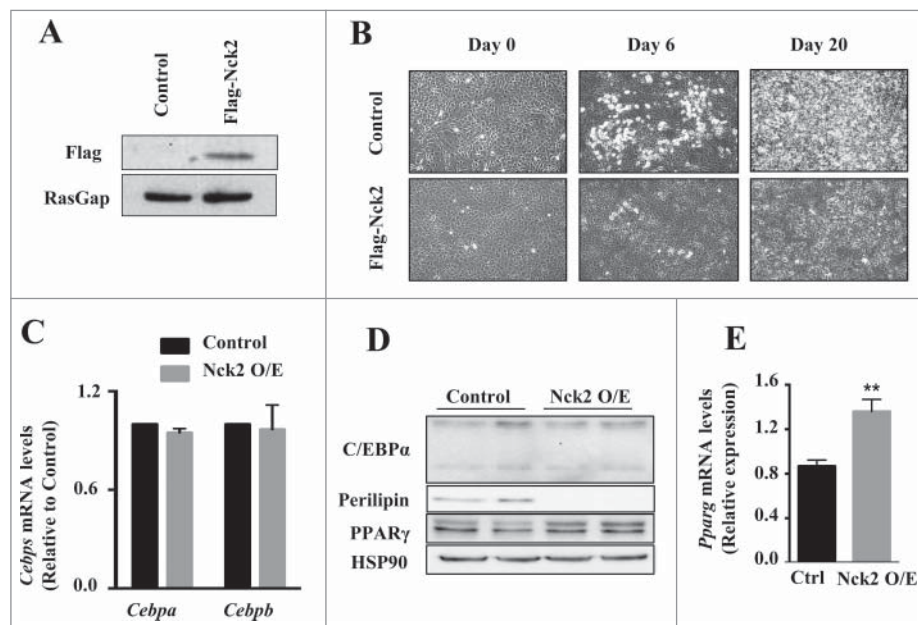 A
Control
Flag-Nck2
Flag
RasGap
B
Day 0
Day 6
Day 20
Control
Flag-Nck2
C
Control
Nck2 O/E
Cebps mRNA levels
(Relative to Control)
1.2
0.6
0.0
Cebpa
Cebpb
D
Control
Nck2 O/E
C/EBPα
Perilipin
PPARγ
HSP90
E
Pparg mRNA levels
(Relative expression)
1.6
1.2
0.8
0.4
0.0
**
Ctrl
Nck2 O/E